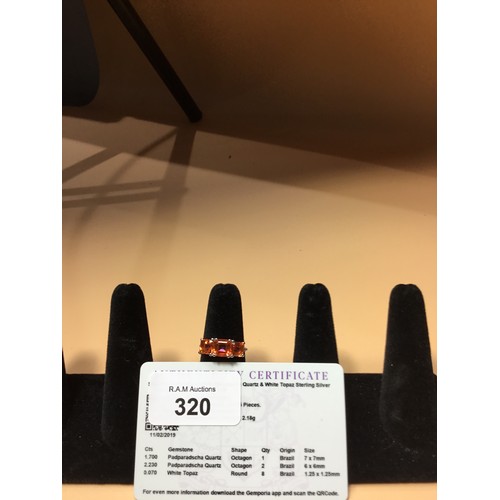 CERTIFICATE
Quartz & White Topaz Sterling Silver
R.A.M Auctions
Pieces.
320
2.18g
11/02/2019
Cts Gemstone Shape Qty Origin Size
1.700 Padparadscha Quartz Octagon 1 Brazil 7 x 7mm
2.230 Padparadscha Quartz Octagon 2 Brazil 6 x 6mm
0.075 White Topaz Round 8 Brazil 1.25 x 1.25mm
For even more information download the Gemporia app and scan the QRCode.